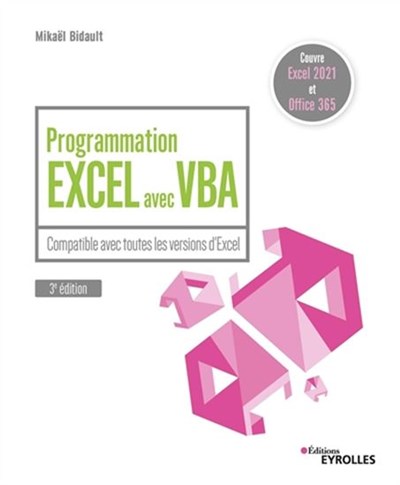 Mikaël Bidault
Couvre
Excel 2021
et
Office 365
Programmation
EXCEL avec VBA
Compatible avec toutes les versions d'Excel
3e édition
Éditions
EYROLLES